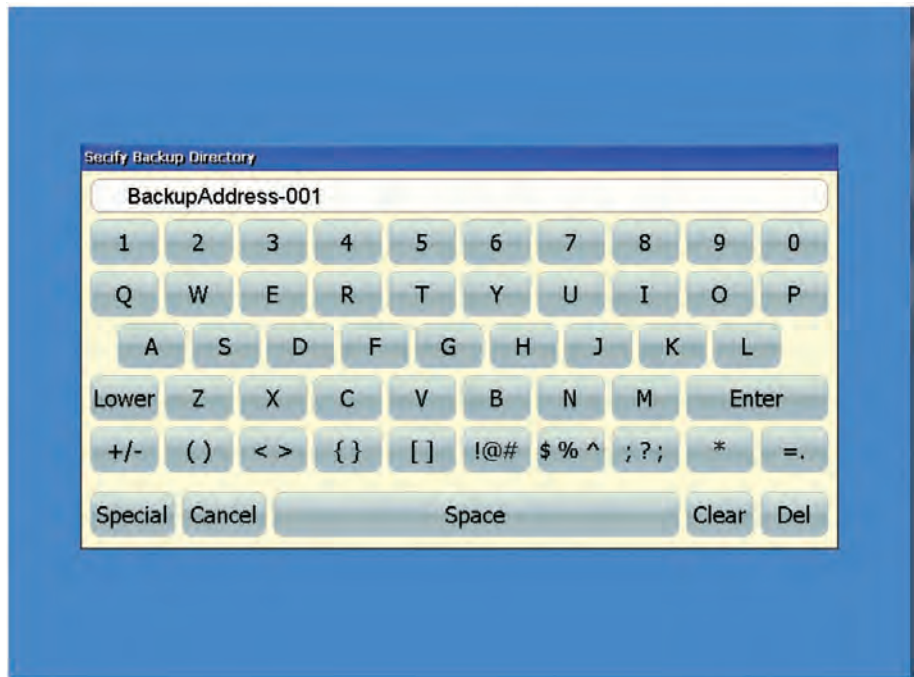 Secify Backup Directory
BackupAddress-001
1 2 3 4 5 6 7 8 9 0
Q W E R T Y U I O P
A S D F G H J K L
Lower Z X C V B N M Enter
+/- ( ) < > { } [ ] !@# $ % ^ ; ? ; * =.
Special Cancel Space Clear Del